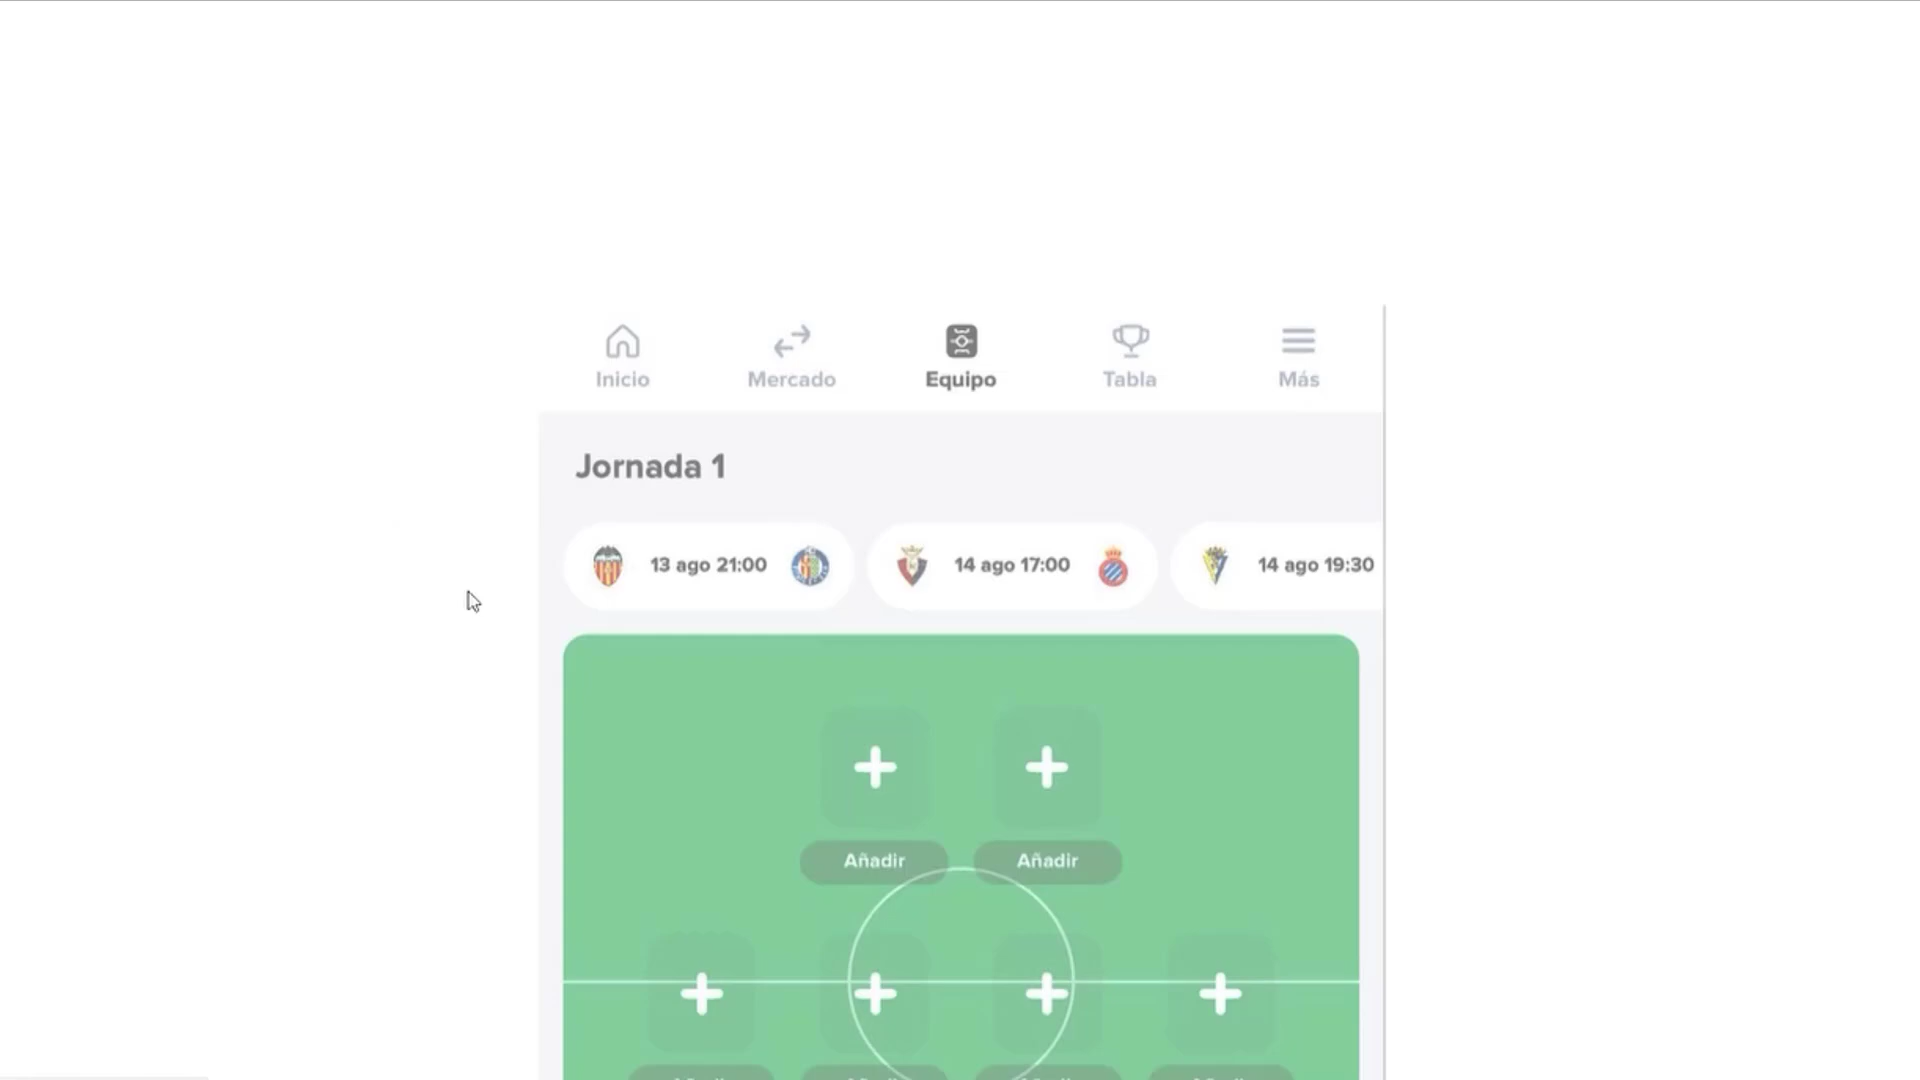 Inicio
Mercado
Equipo
Tabla
Más
Jornada 1
13 ago 21:00
14 ago 17:00
14 ago 19:30
Añadir
Añadir